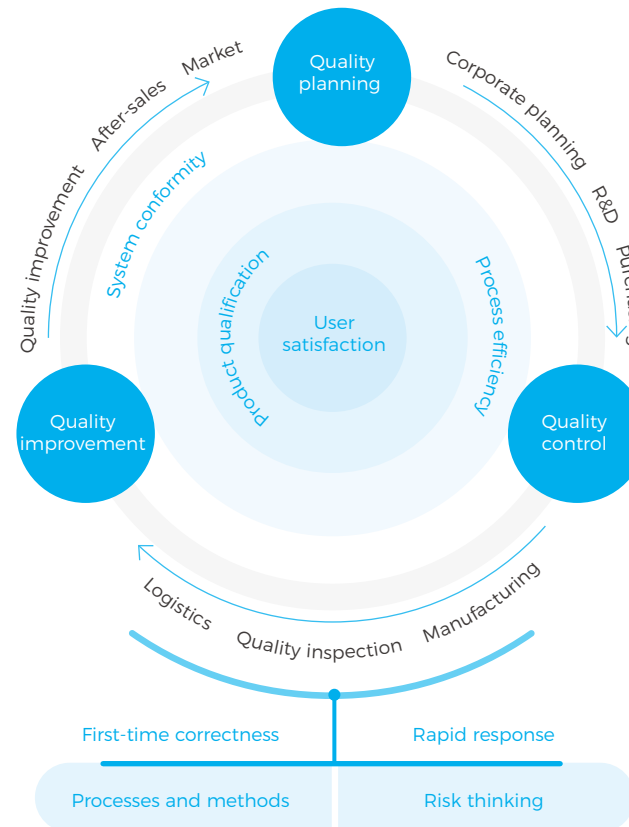 Quality
planning
Market
After-sales
Quality improvement
Corporate planning
R&D
System conformity
Product qualification
Process efficiency
User
satisfaction
Quality
improvement
Quality
control
Logistics
Quality inspection
Manufacturing
First-time correctness
Rapid response
Processes and methods
Risk thinking